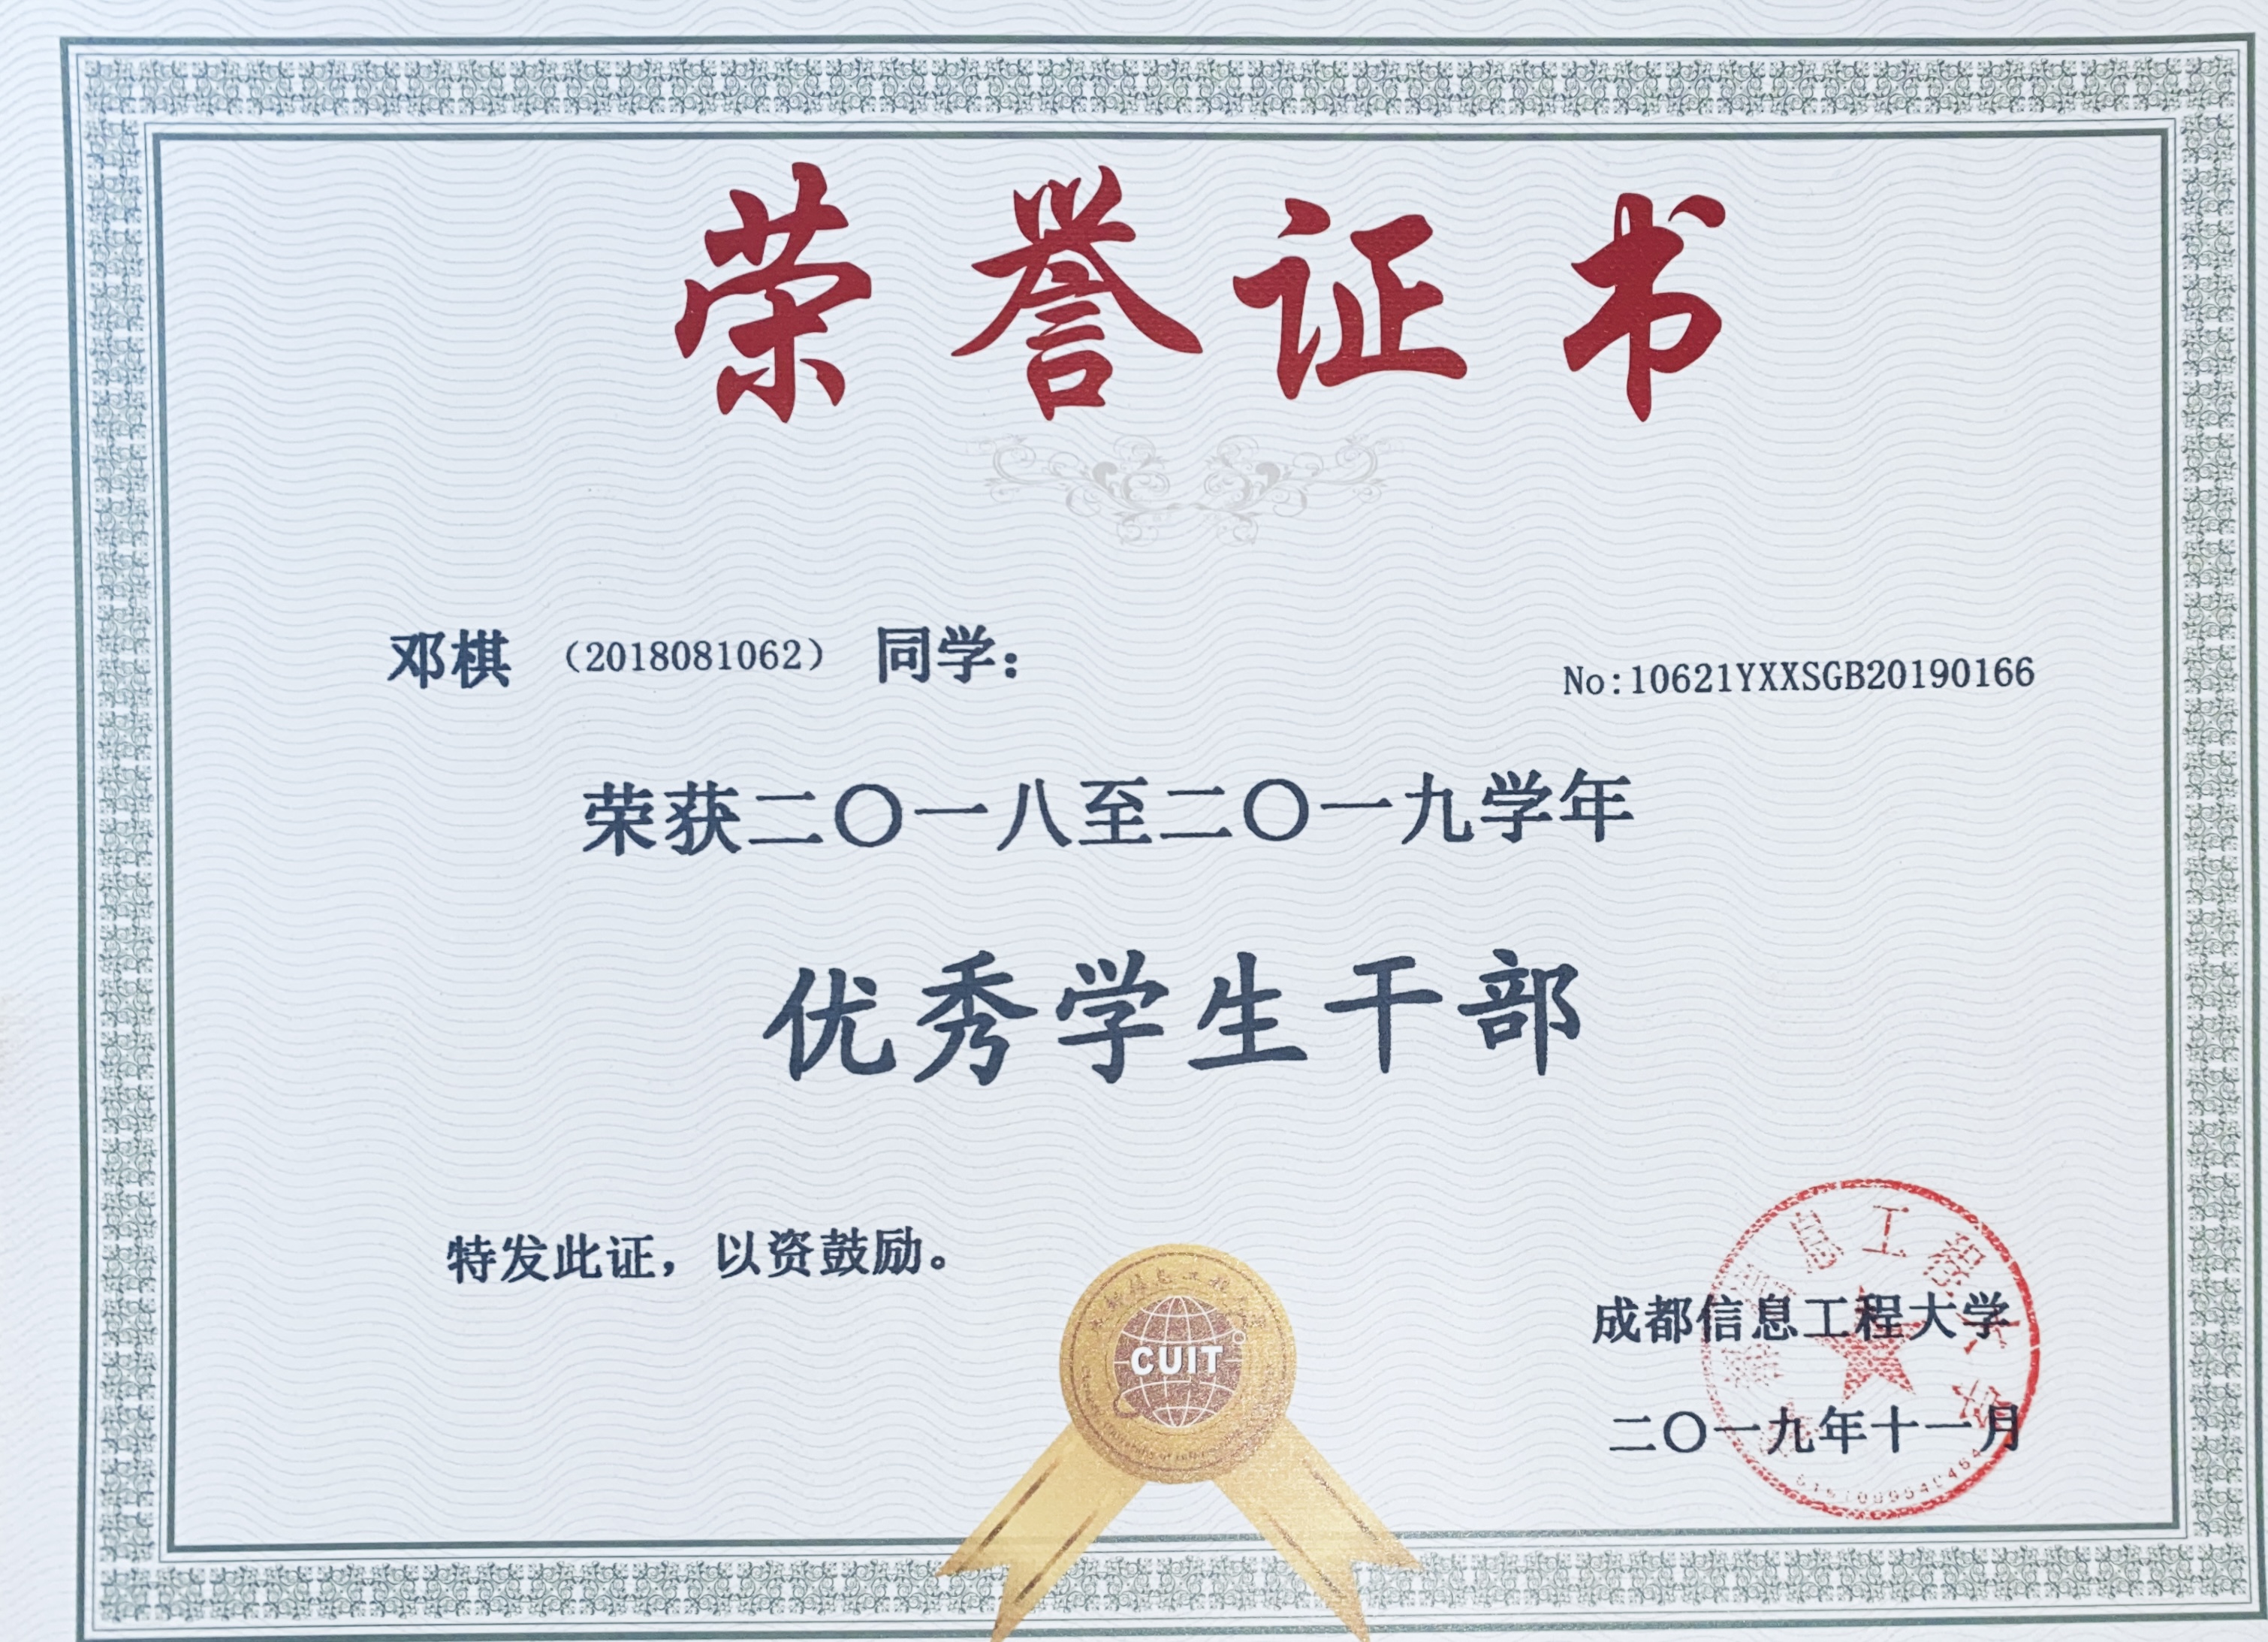 荣誉证书
邓棋 （2018081062） 同学：
No:10621YXXSGB20190166
荣获二〇一八至二〇一九学年
优秀学生干部
特发此证，以资鼓励。
CUIT
成都信息工程大学
二〇一九年十一月